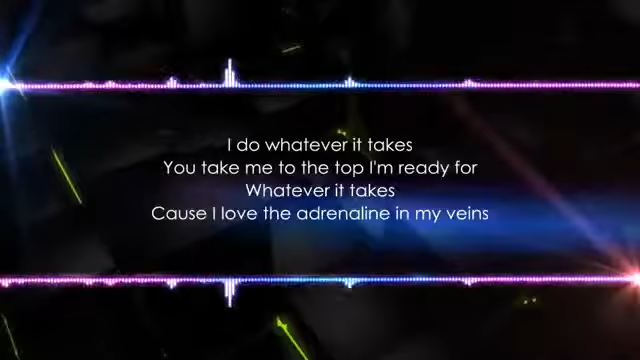 I do whatever it takes
You take me to the top I'm ready for
Whatever it takes
Cause I love the adrenaline in my veins